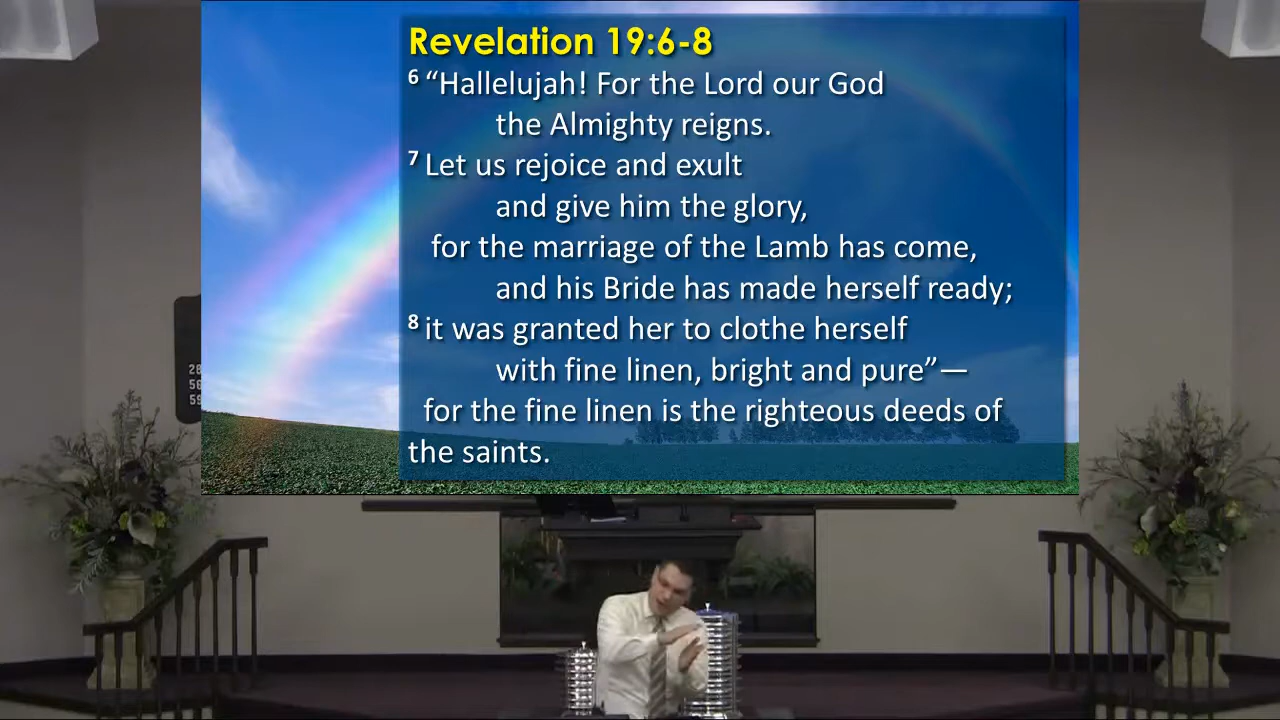 Revelation 19:6-8
6 “Hallelujah! For the Lord our God
the Almighty reigns.
7 Let us rejoice and exult
and give him the glory,
for the marriage of the Lamb has come,
and his Bride has made herself ready;
8 it was granted her to clothe herself
with fine linen, bright and pure”—
for the fine linen is the righteous deeds of
the saints.
28
56
59